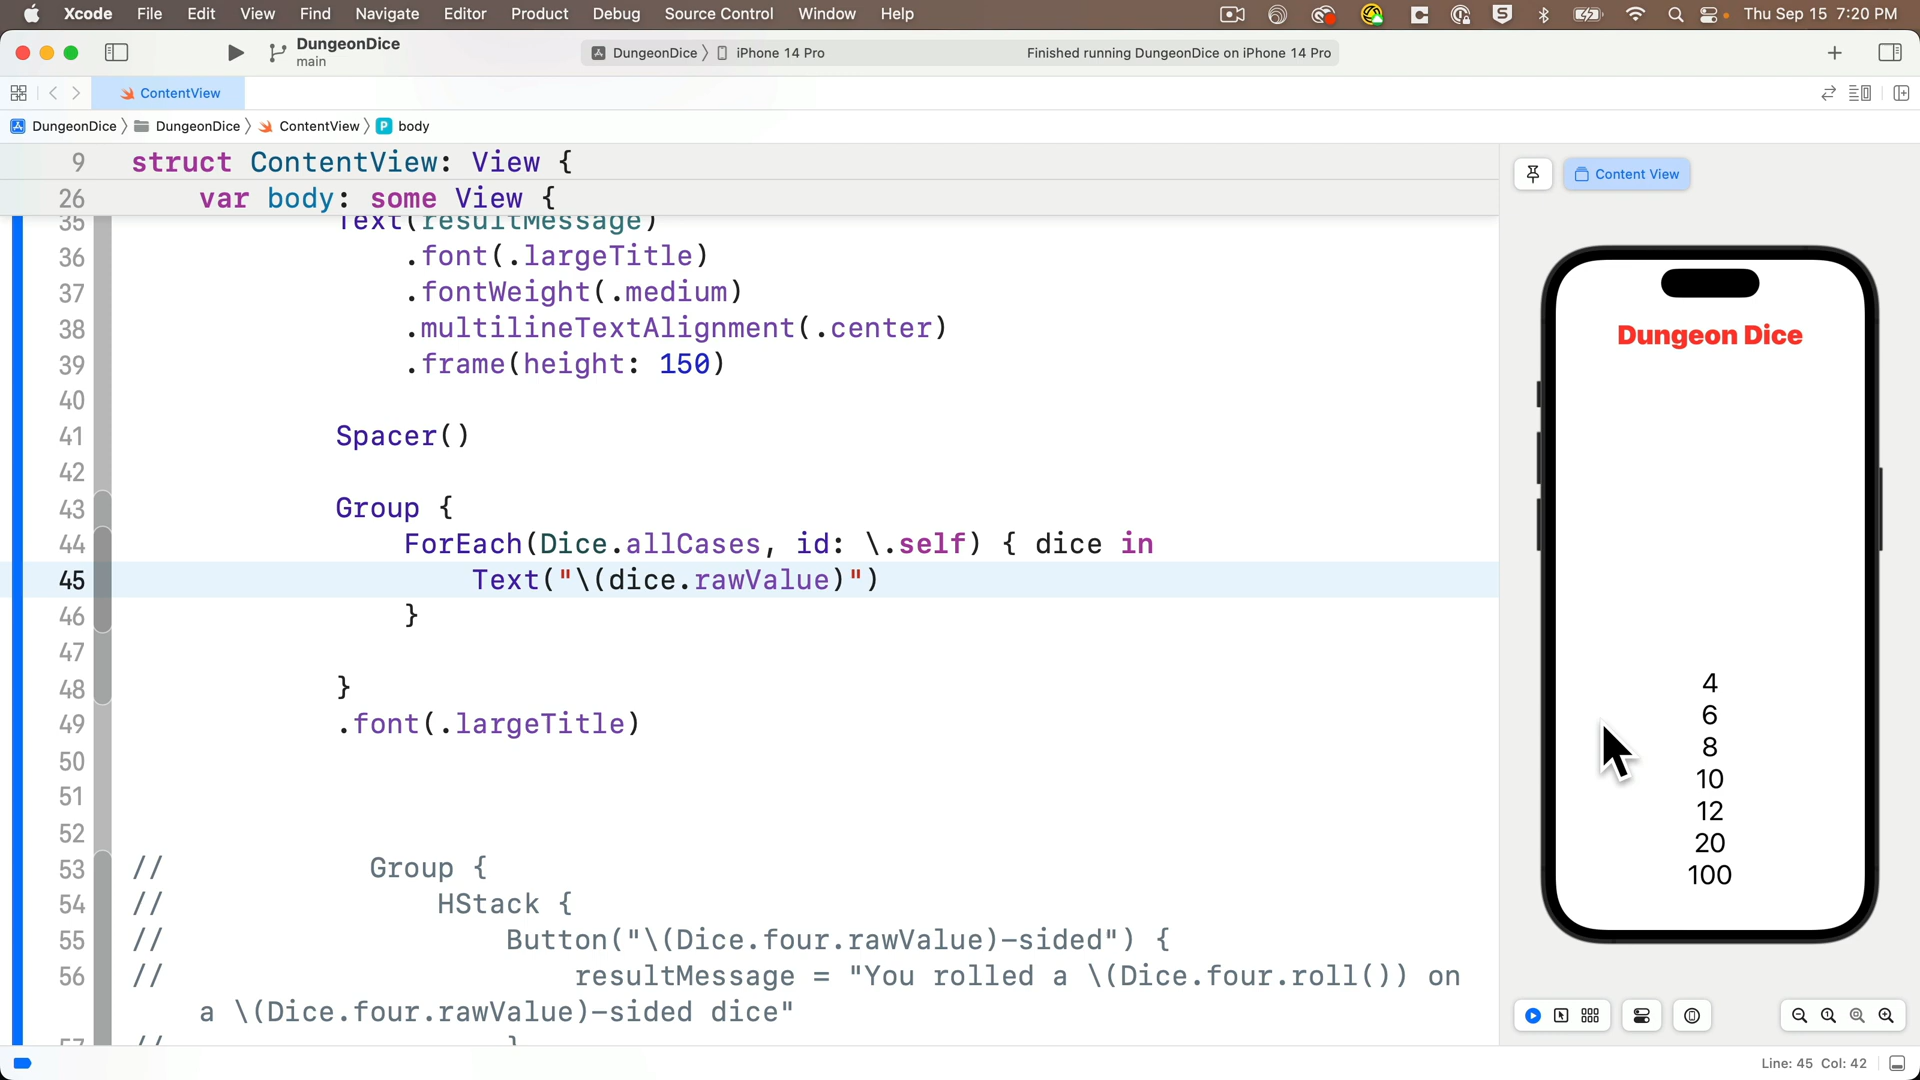 Xcode File Edit View Find Navigate Editor Product Debug Source Control Window Help Thu Sep 15 7:20 PM
DungeonDice
main
DungeonDice iPhone 14 Pro Finished running DungeonDice on iPhone 14 Pro
ContentView
DungeonDice DungeonDice ContentView body
9 struct ContentView: View {
26 var body: some View {
35 Text(resultMessage)
36 .font(.largeTitle)
37 .fontWeight(.medium)
38 .multilineTextAlignment(.center)
39 .frame(height: 150)
40
41 Spacer()
42
43 Group {
44 ForEach(Dice.allCases, id: \.self) { dice in
45 Text("\(dice.rawValue)")
46 }
47
48 }
49 .font(.largeTitle)
50
51
52
53 // Group {
54 // HStack {
55 // Button("\(Dice.four.rawValue)-sided") {
56 // resultMessage = "You rolled a \(Dice.four.roll()) on
a \(Dice.four.rawValue)-sided dice"
57 // }
Content View
Dungeon Dice
4
6
8
10
12
20
100
Line: 45 Col: 42